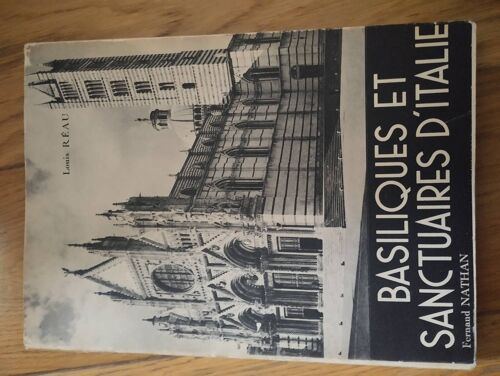 Louis RÉAU
BASILIQUES ET
SANCTUAIRES D'ITALIE
Fernand NATHAN